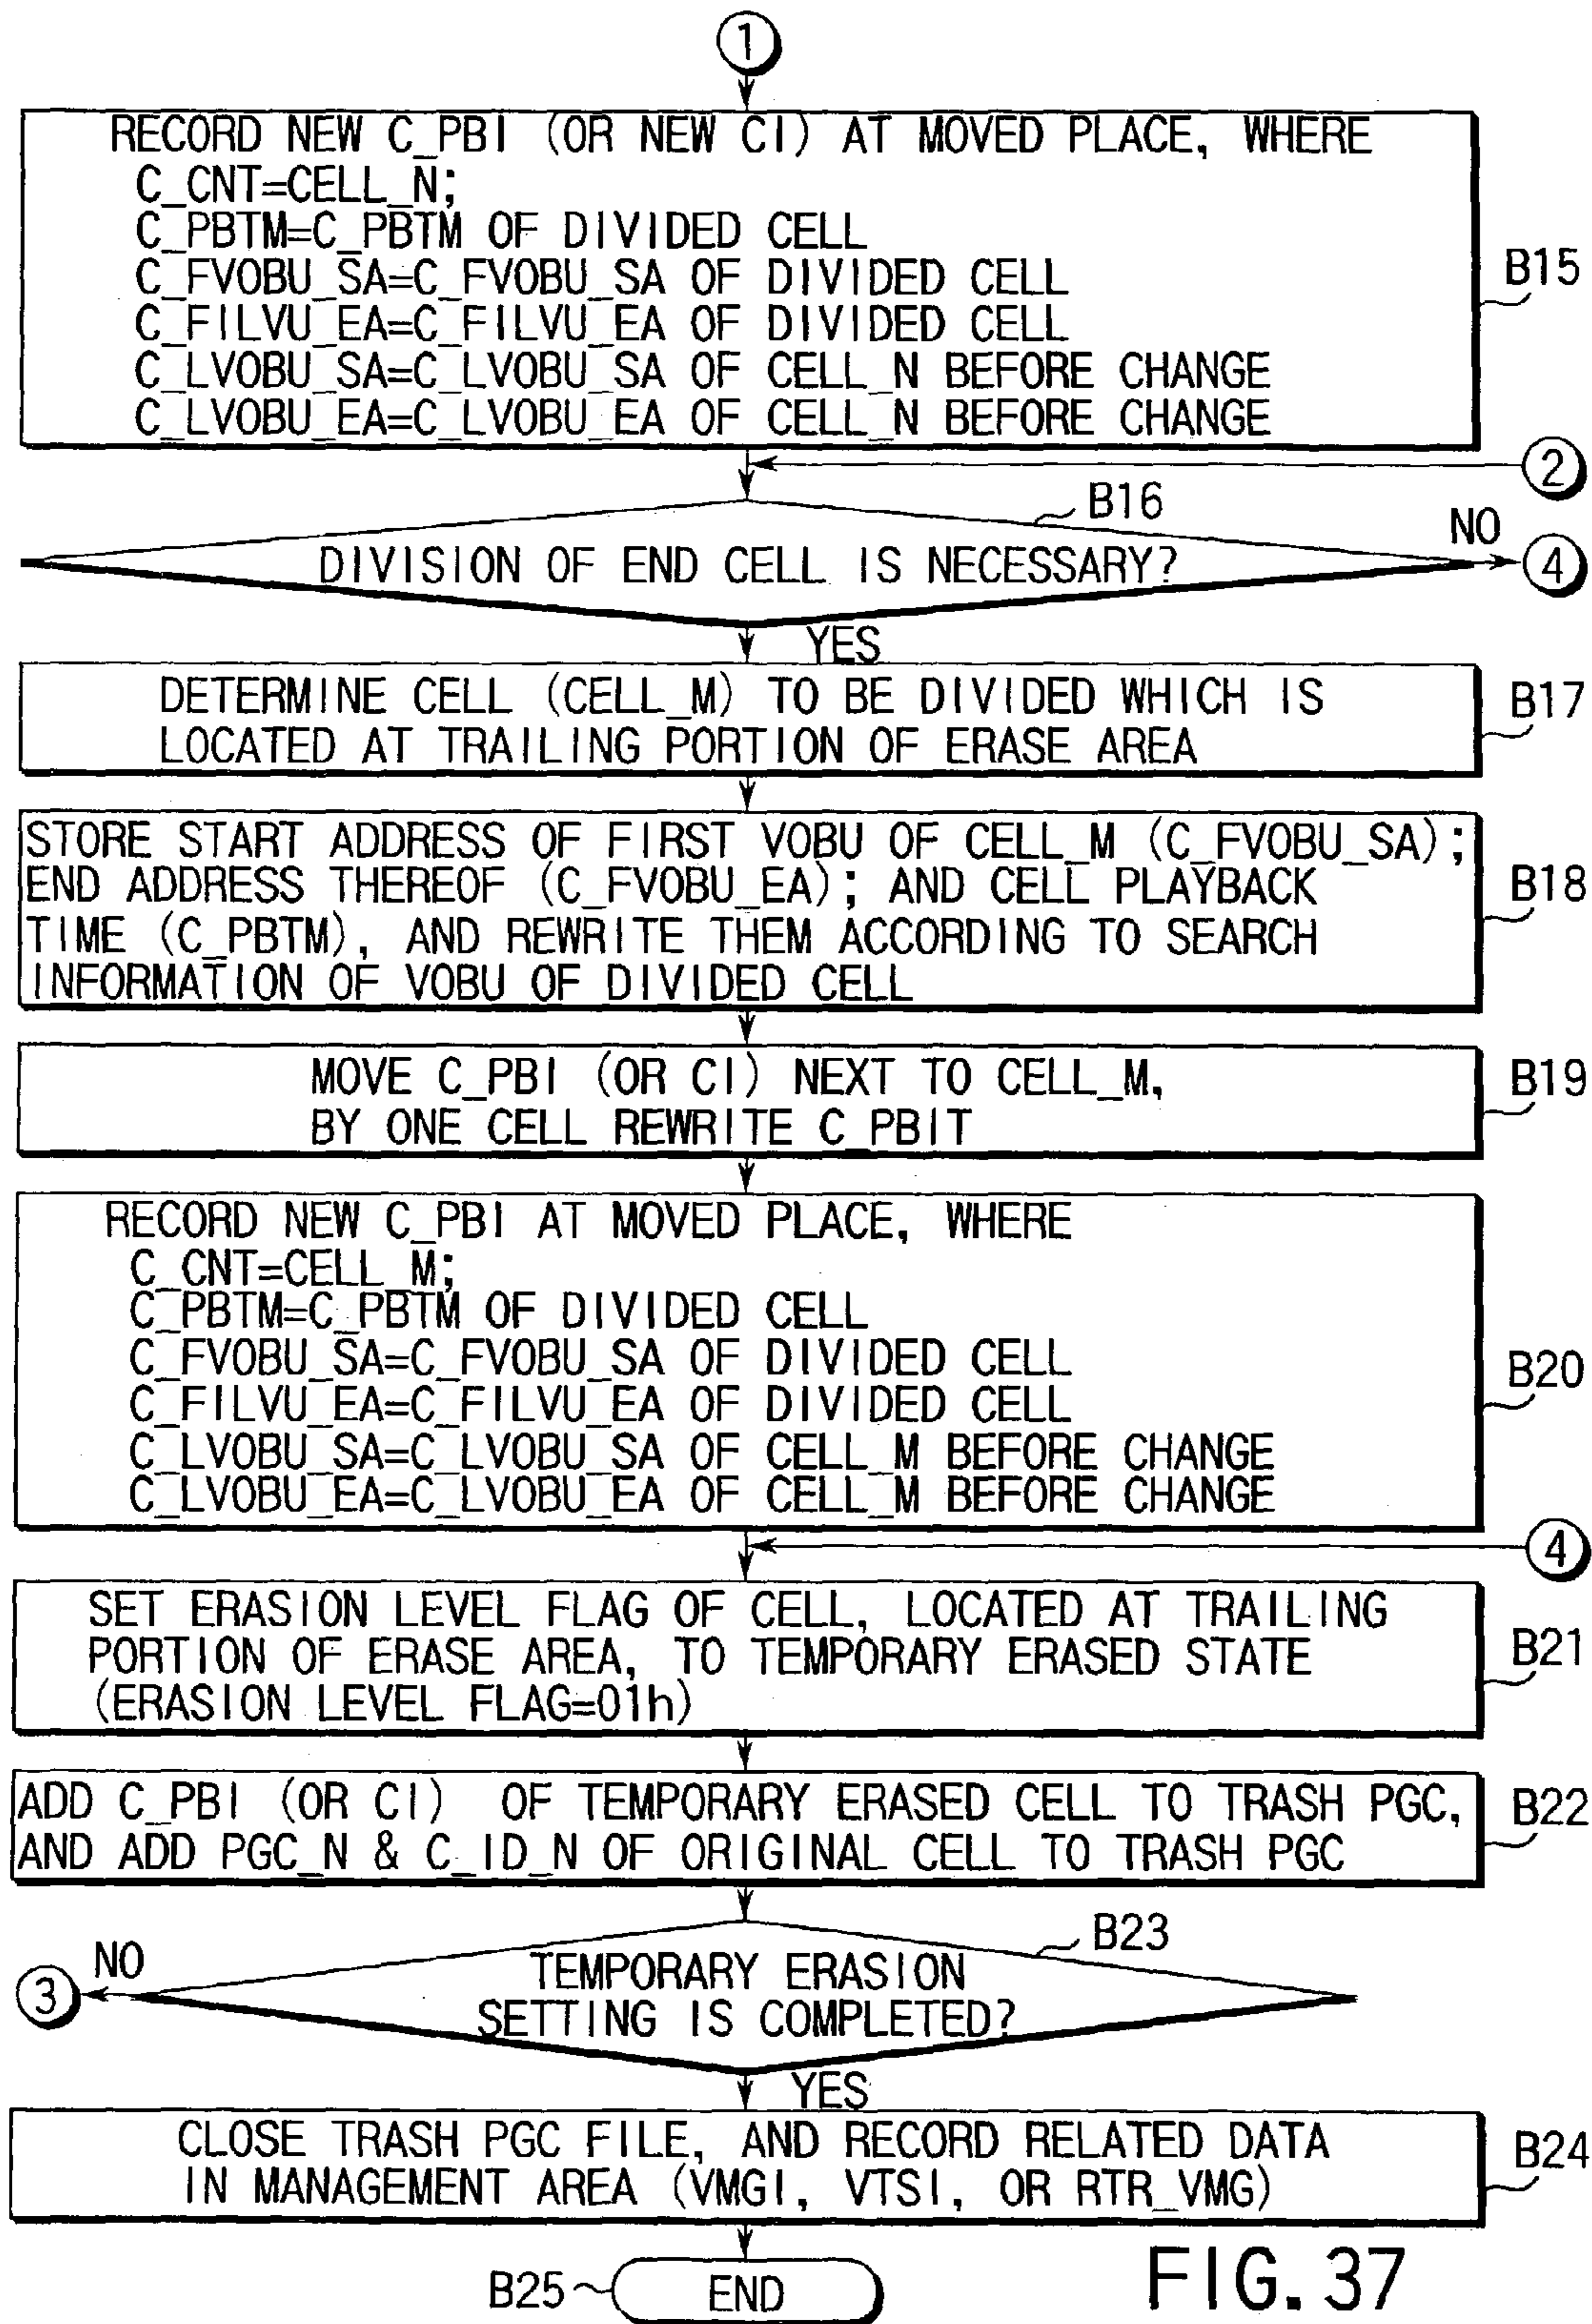 1
RECORD NEW C_PBI (OR NEW CI) AT MOVED PLACE, WHERE
C_CNT=CELL_N;
C_PBTM=C_PBTM OF DIVIDED CELL
C_FVOBU_SA=C_FVOBU_SA OF DIVIDED CELL
C_FILVU_EA=C_FILVU_EA OF DIVIDED CELL
C_LVOBU_SA=C_LVOBU_SA OF CELL_N BEFORE CHANGE
C_LVOBU_EA=C_LVOBU_EA OF CELL_N BEFORE CHANGE
B15
2
B16
DIVISION OF END CELL IS NECESSARY?
NO
4
YES
DETERMINE CELL (CELL_M) TO BE DIVIDED WHICH IS
LOCATED AT TRAILING PORTION OF ERASE AREA
B17
STORE START ADDRESS OF FIRST VOBU OF CELL_M (C_FVOBU_SA);
END ADDRESS THEREOF (C_FVOBU_EA); AND CELL PLAYBACK
TIME (C_PBTM), AND REWRITE THEM ACCORDING TO SEARCH
INFORMATION OF VOBU OF DIVIDED CELL
B18
MOVE C_PBI (OR CI) NEXT TO CELL_M,
BY ONE CELL REWRITE C_PBIT
B19
RECORD NEW C_PBI AT MOVED PLACE, WHERE
C_CNT=CELL_M;
C_PBTM=C_PBTM OF DIVIDED CELL
C_FVOBU_SA=C_FVOBU_SA OF DIVIDED CELL
C_FILVU_EA=C_FILVU_EA OF DIVIDED CELL
C_LVOBU_SA=C_LVOBU_SA OF CELL_M BEFORE CHANGE
C_LVOBU_EA=C_LVOBU_EA OF CELL_M BEFORE CHANGE
B20
4
SET ERASION LEVEL FLAG OF CELL, LOCATED AT TRAILING
PORTION OF ERASE AREA, TO TEMPORARY ERASED STATE
(ERASION LEVEL FLAG=01h)
B21
ADD C_PBI (OR CI) OF TEMPORARY ERASED CELL TO TRASH PGC,
AND ADD PGC_N & C_ID_N OF ORIGINAL CELL TO TRASH PGC
B22
B23
TEMPORARY ERASION
SETTING IS COMPLETED?
NO
3
YES
CLOSE TRASH PGC FILE, AND RECORD RELATED DATA
IN MANAGEMENT AREA (VMGI, VTSI, OR RTR_VMG)
B24
B25
END
FIG. 37